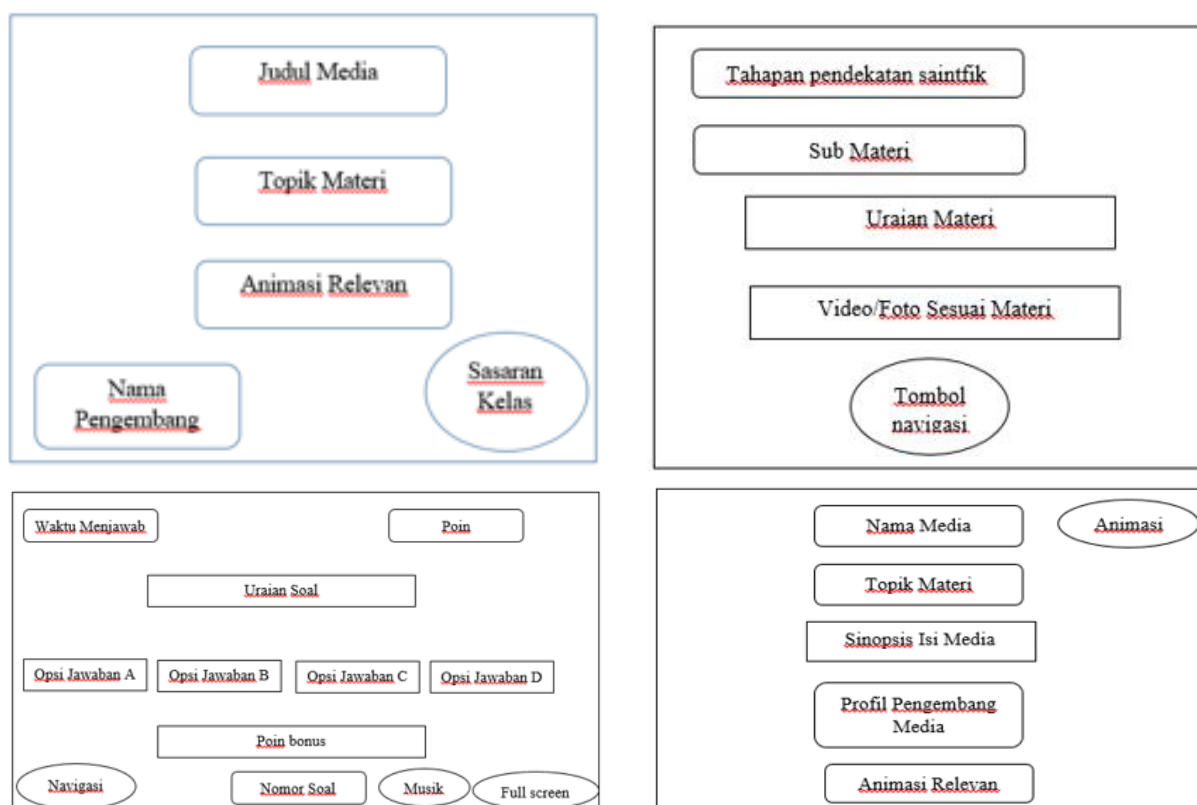 Judul Media
Topik Materi
Animasi Relevan
Nama
Pengembang
Sasaran
Kelas
Tahapan pendekatan saintfik
Sub Materi
Uraian Materi
Video/Foto Sesuai Materi
Tombol
navigasi
Waktu Menjawab
Poin
Uraian Soal
Opsi Jawaban A
Opsi Jawaban B
Opsi Jawaban C
Opsi Jawaban D
Poin bonus
Navigasi
Nomor Soal
Musik
Full screen
Nama Media
Animasi
Topik Materi
Sinopsis Isi Media
Profil Pengembang
Media
Animasi Relevan